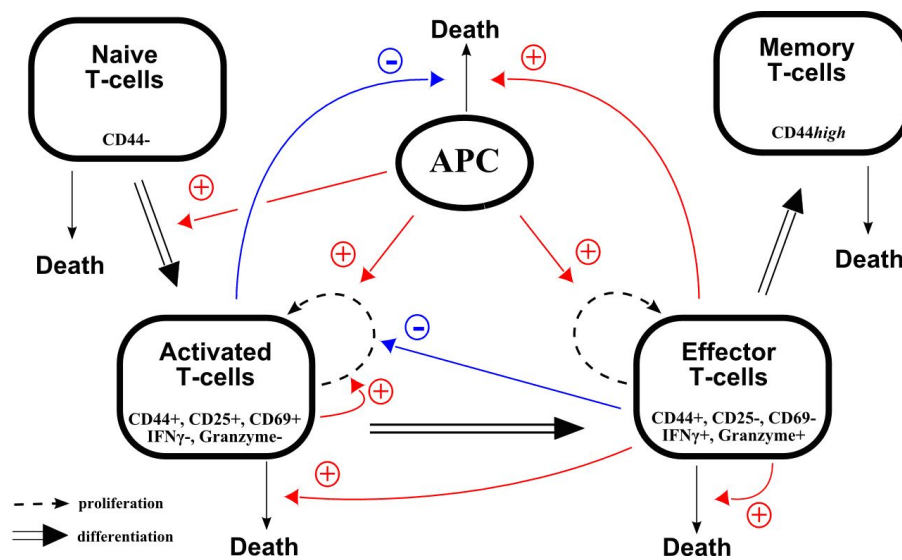 Naive
T-cells
CD44-
Death
-
Death
+
APC
+
Memory
T-cells
CD44high
Death
+
+
Activated
T-cells
CD44+, CD25+, CD69+
IFNγ-, Granzyme-
+
-
Effector
T-cells
CD44+, CD25-, CD69-
IFNγ+, Granzyme+
+
+
Death
Death
proliferation
differentiation